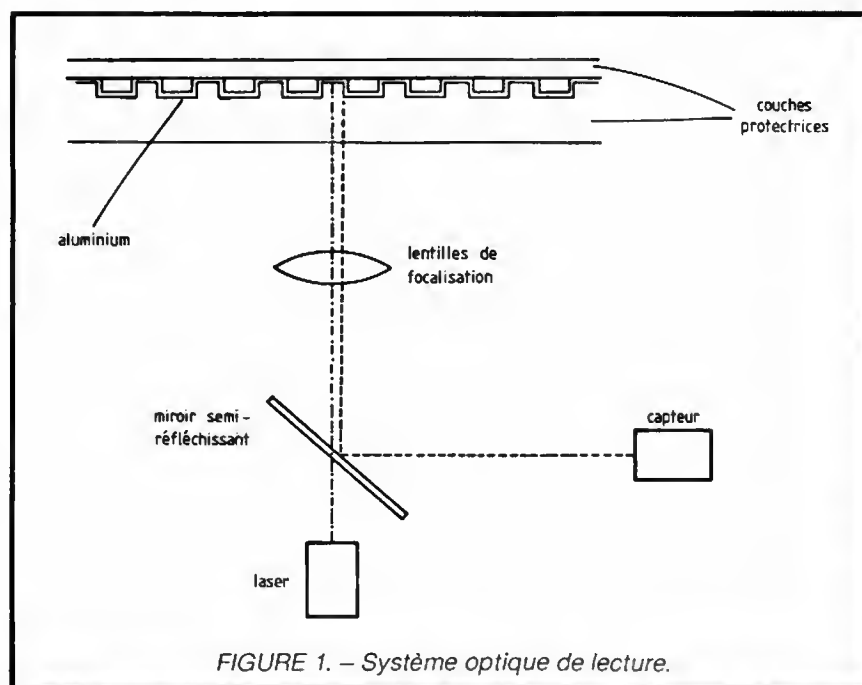 couches
protectrices
aluminium
lentilles de
focalisation
miroir semi-
réfléchissant
capteur
laser
FIGURE 1. – Système optique de lecture.